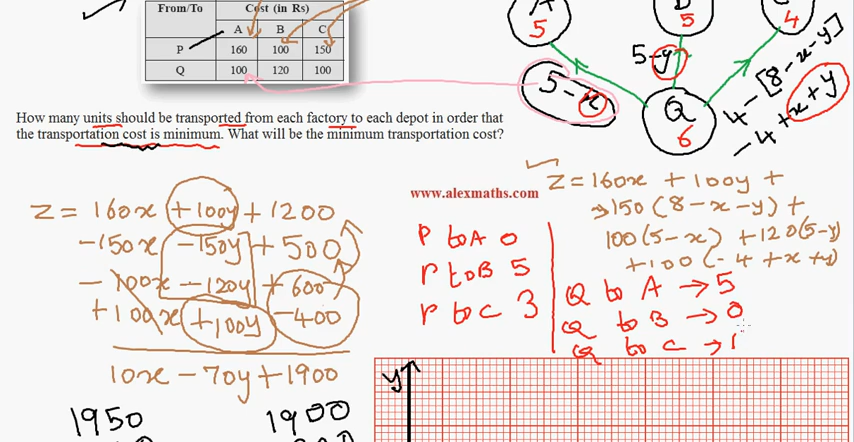 From/To Cost (in Rs)
A B C
P 160 100 150
Q 100 120 100
How many units should be transported from each factory to each depot in order that
the transportation cost is minimum. What will be the minimum transportation cost?
5 5 4
5-y
5-x
Q
6
4-[8-x-y]
-4+x+y
www.alexmaths.com
z = 160x + 100y + 1200
-150x - 150y + 500
- 100x - 120y + 600
+ 100x + 100y - 400
10x - 70y + 1900
1950 1900
z = 160x + 100y +
→ 150(8-x-y) +
100(5-x) + 120(5-y)
+100(-4+x+y)
P to A 0
P to B 5
P to C 3
Q to A → 5
Q to B → 0
Q to C → 1
y